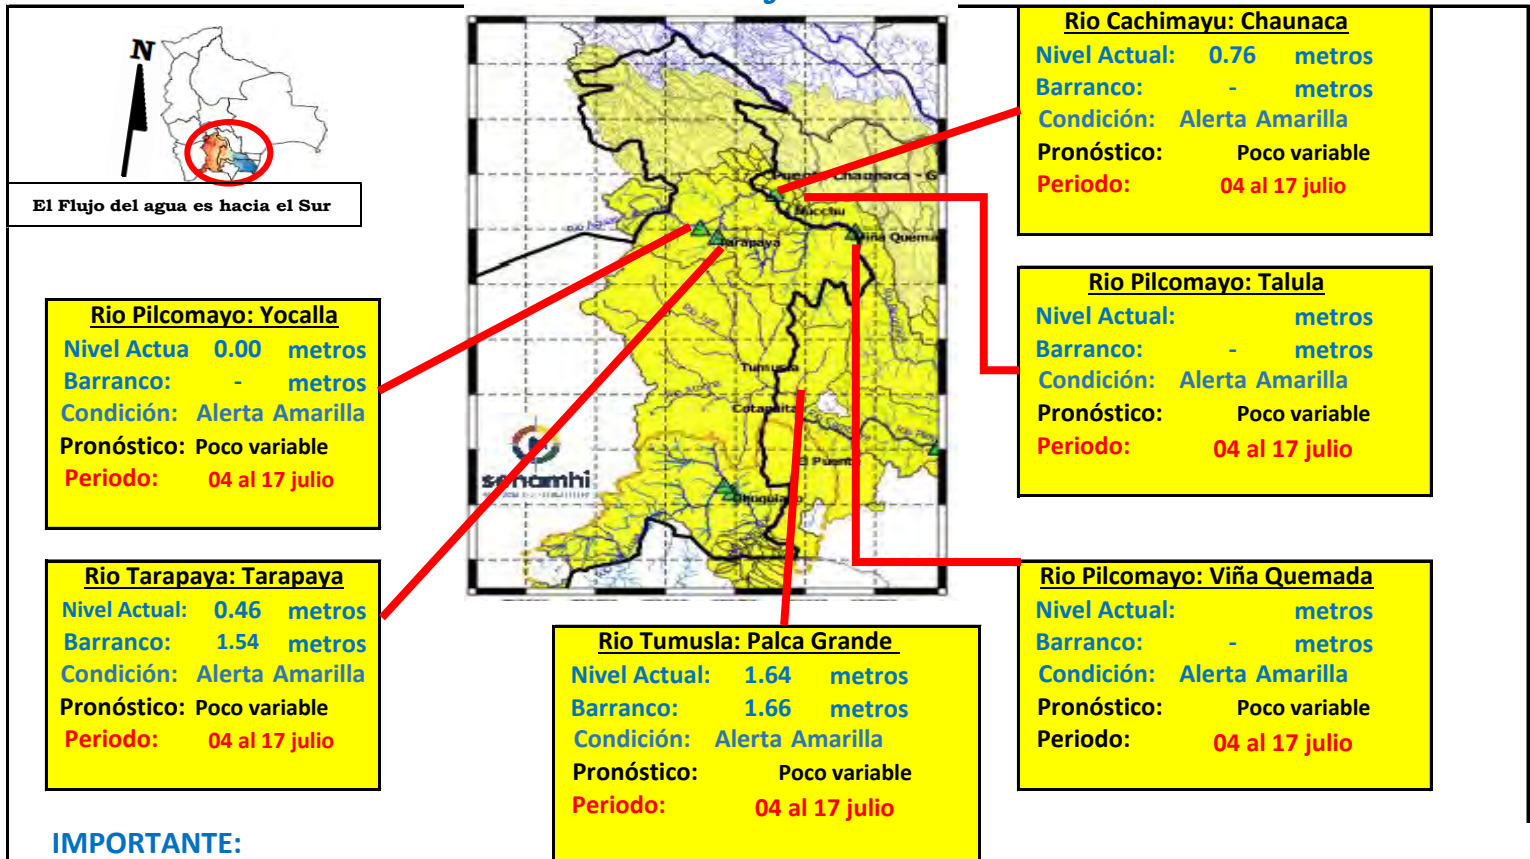 N
El Flujo del agua es hacia el Sur
Rio Cachimayu: Chaunaca
Nivel Actual: 0.76 metros
Barranco: - metros
Condición: Alerta Amarilla
Pronóstico: Poco variable
Periodo: 04 al 17 julio
Puente Chaunaca - G
Ñucchu
Viña Quema
Tarapaya
Tumusla
Cotagaita
El Puente
Chuquiago
senamhi
Rio Pilcomayo: Talula
Nivel Actual: metros
Barranco: - metros
Condición: Alerta Amarilla
Pronóstico: Poco variable
Periodo: 04 al 17 julio
Rio Pilcomayo: Yocalla
Nivel Actua 0.00 metros
Barranco: - metros
Condición: Alerta Amarilla
Pronóstico: Poco variable
Periodo: 04 al 17 julio
Rio Tarapaya: Tarapaya
Nivel Actual: 0.46 metros
Barranco: 1.54 metros
Condición: Alerta Amarilla
Pronóstico: Poco variable
Periodo: 04 al 17 julio
Rio Tumusla: Palca Grande
Nivel Actual: 1.64 metros
Barranco: 1.66 metros
Condición: Alerta Amarilla
Pronóstico: Poco variable
Periodo: 04 al 17 julio
Rio Pilcomayo: Viña Quemada
Nivel Actual: metros
Barranco: - metros
Condición: Alerta Amarilla
Pronóstico: Poco variable
Periodo: 04 al 17 julio
IMPORTANTE: